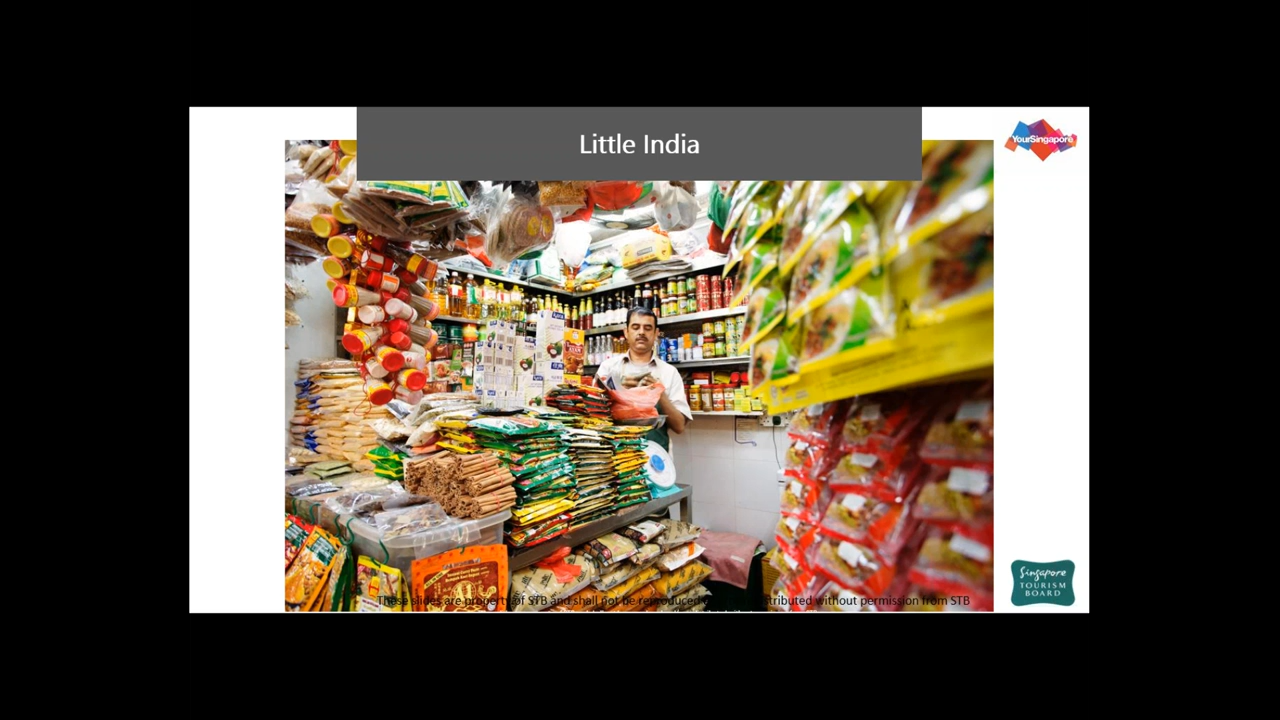 Little India
YourSingapore
Singapore
TOURISM
BOARD
These slides are property of STB and shall not be reproduced distributed without permission from STB